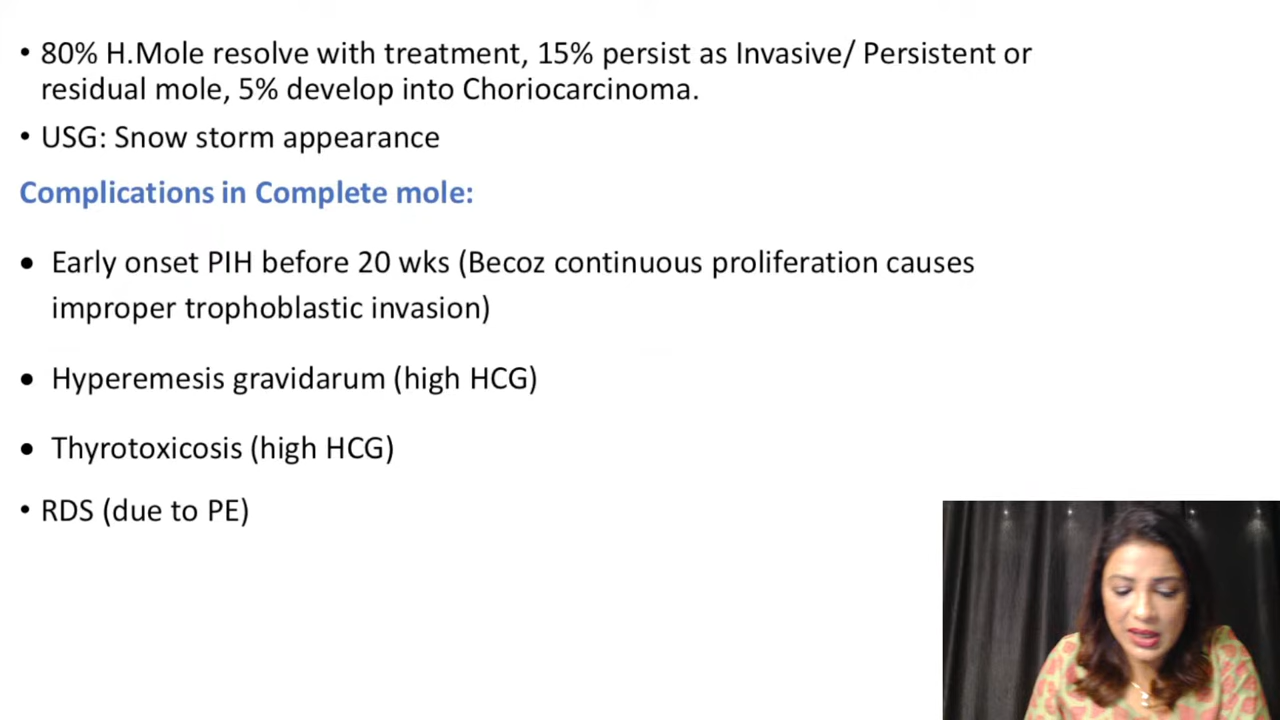 • 80% H.Mole resolve with treatment, 15% persist as Invasive/ Persistent or
residual mole, 5% develop into Choriocarcinoma.
• USG: Snow storm appearance
Complications in Complete mole:
• Early onset PIH before 20 wks (Becoz continuous proliferation causes
improper trophoblastic invasion)
• Hyperemesis gravidarum (high HCG)
• Thyrotoxicosis (high HCG)
• RDS (due to PE)